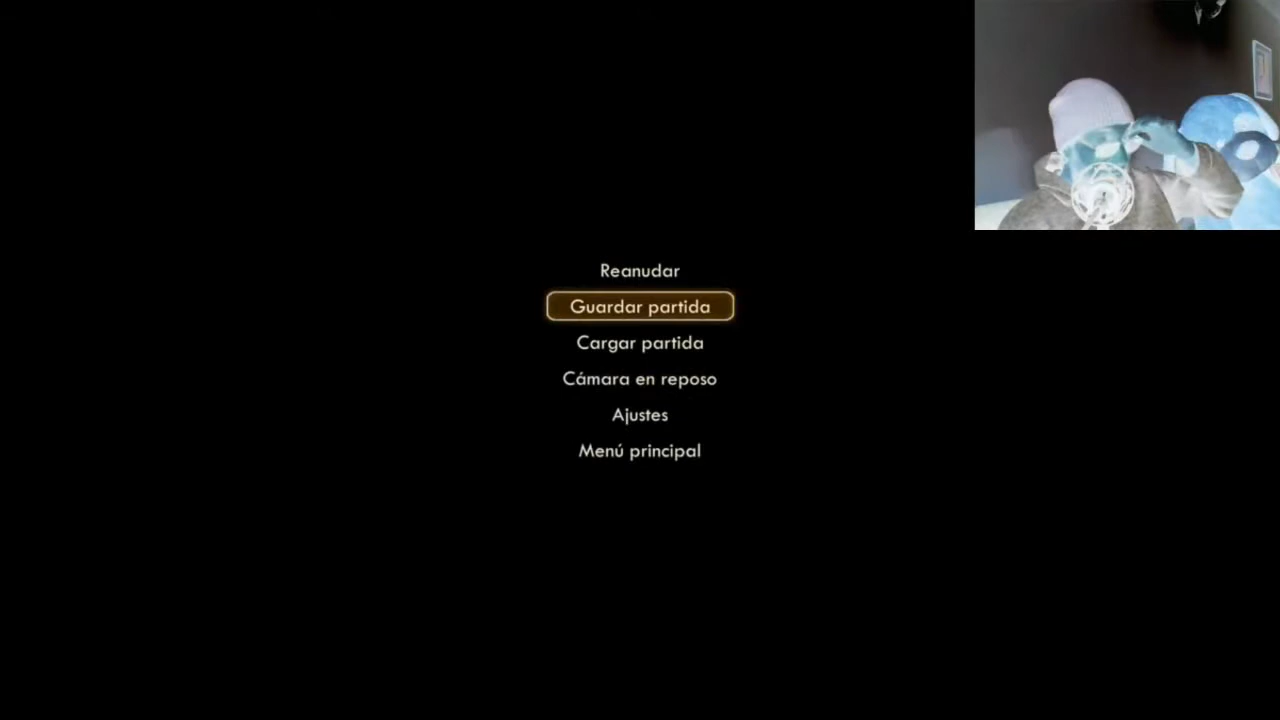 Reanudar
Guardar partida
Cargar partida
Cámara en reposo
Ajustes
Menú principal